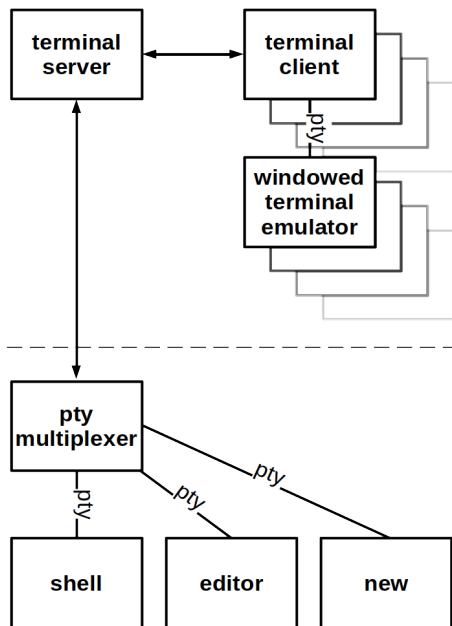 terminal
server
terminal
client
pty
windowed
terminal
emulator
pty
multiplexer
pty
pty
pty
shell
editor
new